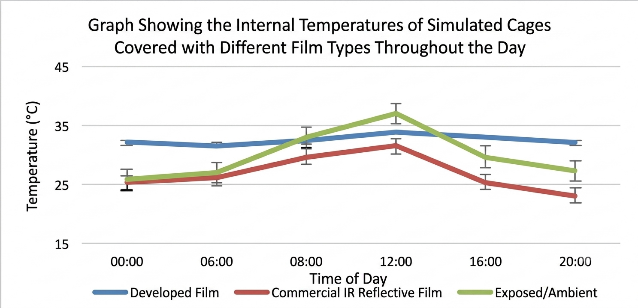 Graph Showing the Internal Temperatures of Simulated Cages
Covered with Different Film Types Throughout the Day
45
35
25
15
Temperature (°C)
00:00 06:00 08:00 12:00 16:00 20:00
Time of Day
Developed Film Commercial IR Reflective Film Exposed/Ambient